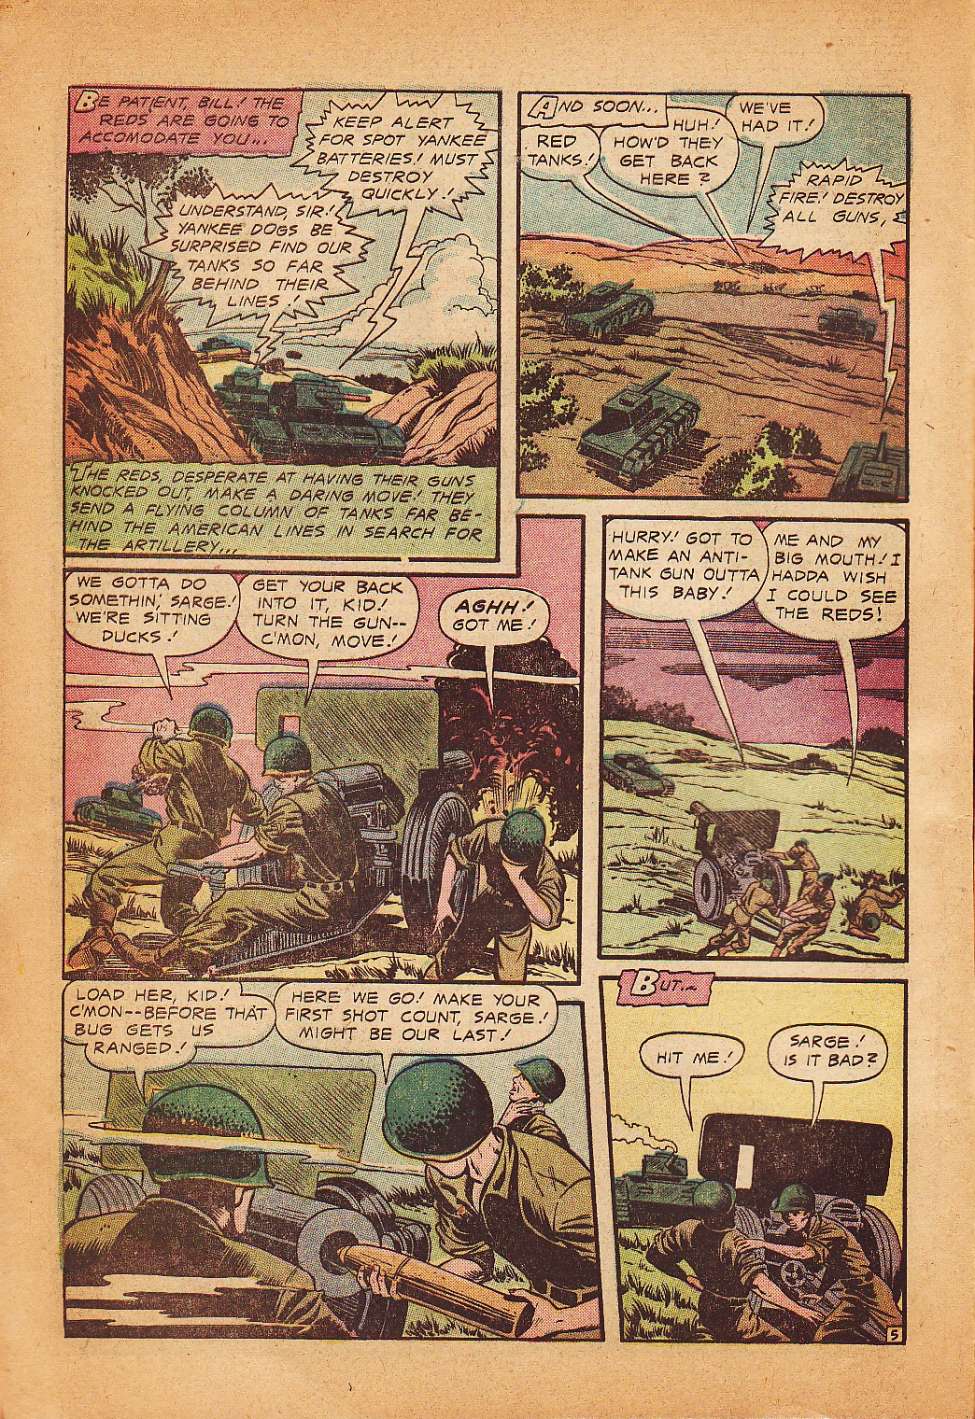 BE PATIENT, BILL! THE
REDS ARE GOING TO
ACCOMODATE YOU...
KEEP ALERT
FOR SPOT YANKEE
BATTERIES! MUST
DESTROY
QUICKLY!
UNDERSTAND, SIR!
YANKEE DOGS BE
SURPRISED FIND OUR
TANKS SO FAR
BEHIND THEIR
LINES!
THE REDS, DESPERATE AT HAVING THEIR GUNS
KNOCKED OUT, MAKE A DARING MOVE! THEY
SEND A FLYING COLUMN OF TANKS FAR BE-
HIND THE AMERICAN LINES IN SEARCH FOR
THE ARTILLERY...
AND SOON...
RED
TANKS!
HUH!
HOW'D THEY
GET BACK
HERE?
WE'VE
HAD IT!
RAPID
FIRE! DESTROY
ALL GUNS,
WE GOTTA DO
SOMETHIN', SARGE!
WE'RE SITTING
DUCKS!
GET YOUR BACK
INTO IT, KID!
TURN THE GUN--
C'MON, MOVE!
AGHH!
GOT ME!
HURRY! GOT TO
MAKE AN ANTI-
TANK GUN OUTTA
THIS BABY!
ME AND MY
BIG MOUTH! I
HADDA WISH
I COULD SEE
THE REDS!
LOAD HER, KID!
C'MON--BEFORE THAT
BUG GETS US
RANGED!
HERE WE GO! MAKE YOUR
FIRST SHOT COUNT, SARGE!
MIGHT BE OUR LAST!
BUT...
HIT ME!
SARGE!
IS IT BAD?
5